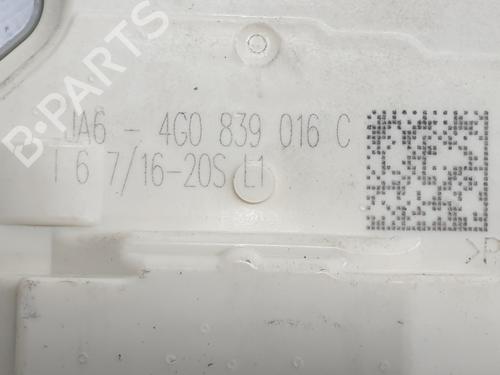 B-PARTS
JA6 - 4G0 839 016 C
I 6 7/16-20S L1
>P